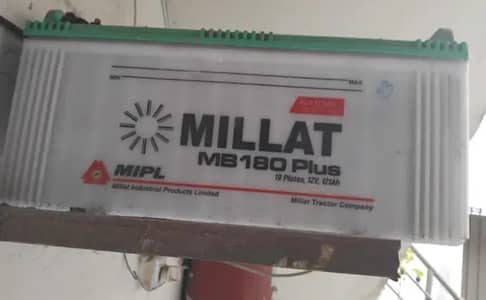 MIN MAX
MILLAT
MB180 Plus
19 Plates, 12V, 121Ah
MIPL
Millat Industrial Products Limited
Millat Tractor Company